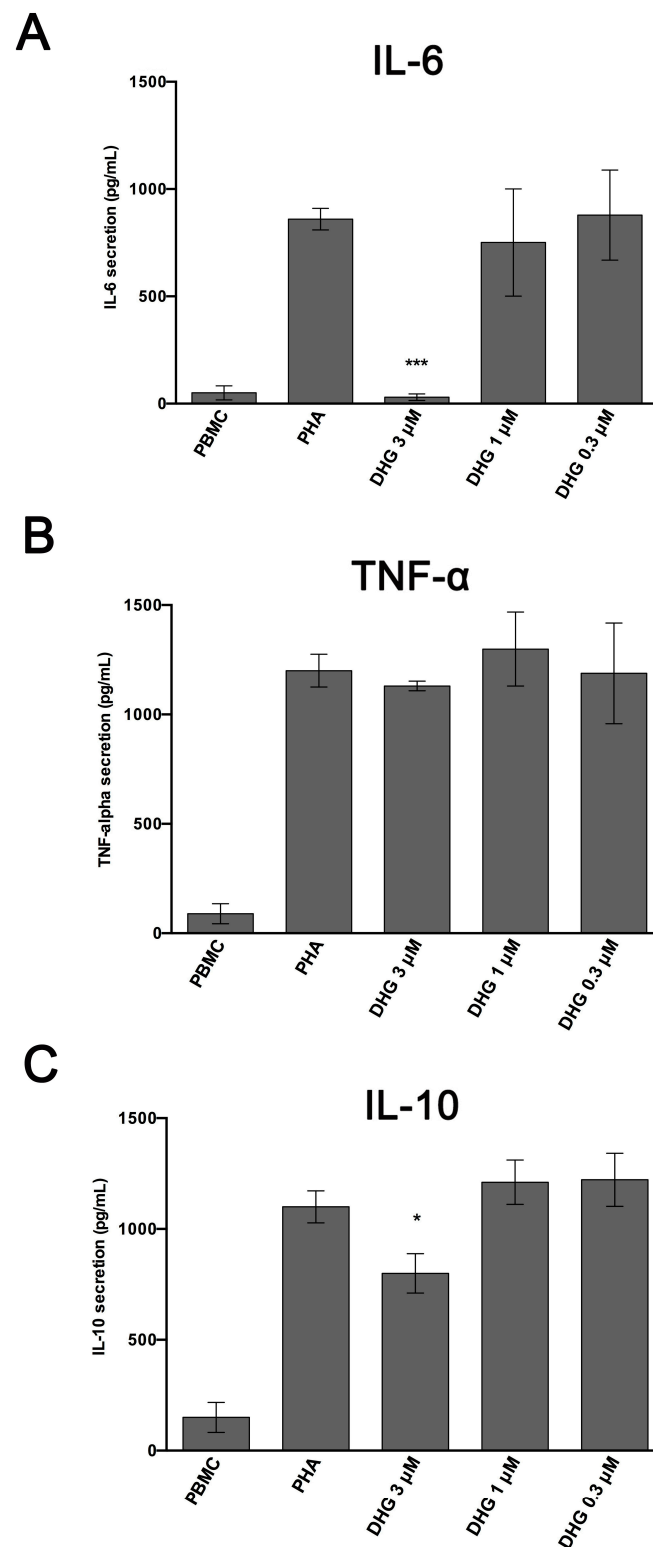 A
IL-6
IL-6 secretion (pg/mL)
1500
1000
500
0
***
PBMC
PHA
DHG 3 µM
DHG 1 µM
DHG 0.3 µM
B
TNF-α
TNF-alpha secretion (pg/mL)
1500
1000
500
0
PBMC
PHA
DHG 3 µM
DHG 1 µM
DHG 0.3 µM
C
IL-10
IL-10 secretion (pg/mL)
1500
1000
500
0
*
PBMC
PHA
DHG 3 µM
DHG 1 µM
DHG 0.3 µM